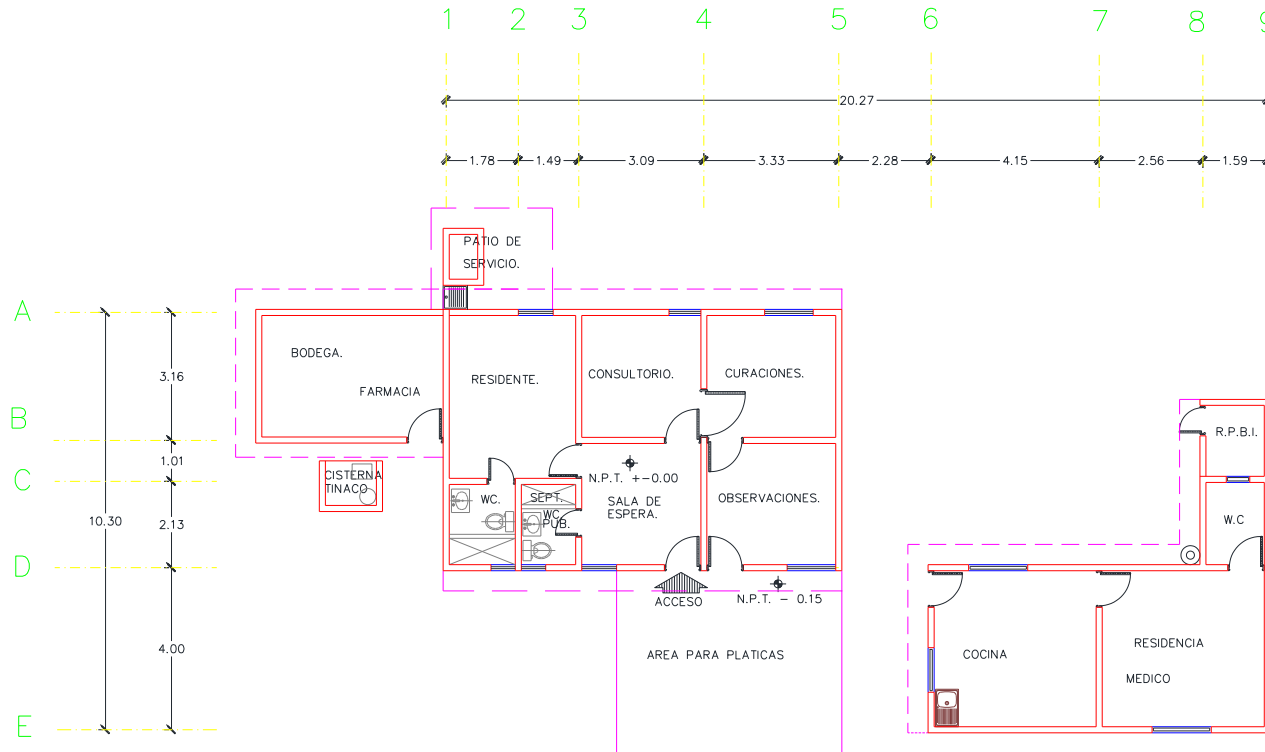 1 2 3 4 5 6 7 8 9
20.27
1.78 1.49 3.09 3.33 2.28 4.15 2.56 1.59
PATIO DE
SERVICIO.
A
BODEGA.
FARMACIA
RESIDENTE.
CONSULTORIO.
CURACIONES.
3.16
B
R.P.B.I.
1.01
C
CISTERNA
TINACO
N.P.T. +-0.00
SALA DE
ESPERA.
OBSERVACIONES.
WC.
SEPT.
WC.
PUB.
10.30
2.13
W.C
D
ACCESO
N.P.T. - 0.15
4.00
AREA PARA PLATICAS
COCINA
RESIDENCIA
MEDICO
E